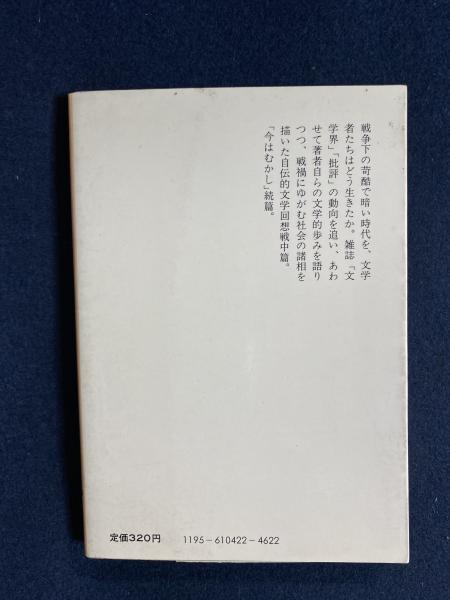 戦争下の苛酷で暗い時代を、文学
者たちはどう生きたか。雑誌「文
学界」「批評」の動向を追い、あわ
せて著者自らの文学的歩みを語り
つつ、戦禍にゆがむ社会の諸相を
描いた自伝的文学回想戦中篇。
「今はむかし」続篇。
定価320円 1195-610422-4622